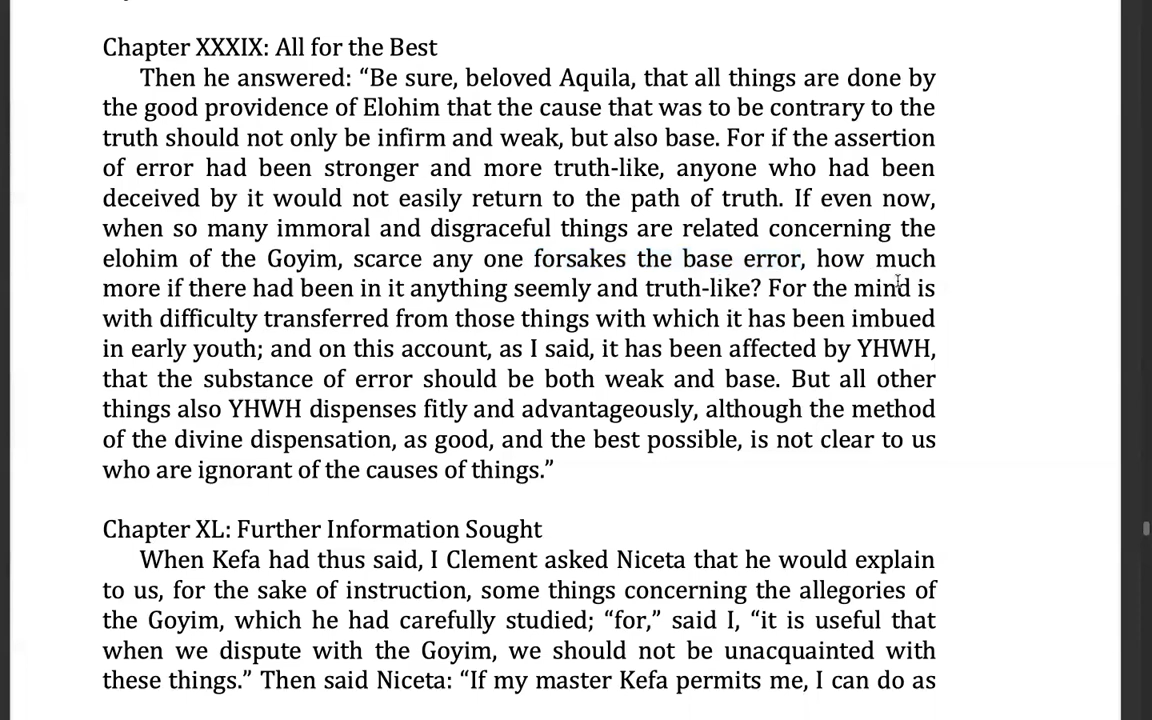 Chapter XXXIX: All for the Best
Then he answered: “Be sure, beloved Aquila, that all things are done by
the good providence of Elohim that the cause that was to be contrary to the
truth should not only be infirm and weak, but also base. For if the assertion
of error had been stronger and more truth-like, anyone who had been
deceived by it would not easily return to the path of truth. If even now,
when so many immoral and disgraceful things are related concerning the
elohim of the Goyim, scarce any one forsakes the base error, how much
more if there had been in it anything seemly and truth-like? For the mind is
with difficulty transferred from those things with which it has been imbued
in early youth; and on this account, as I said, it has been affected by YHWH,
that the substance of error should be both weak and base. But all other
things also YHWH dispenses fitly and advantageously, although the method
of the divine dispensation, as good, and the best possible, is not clear to us
who are ignorant of the causes of things.”
Chapter XL: Further Information Sought
When Kefa had thus said, I Clement asked Niceta that he would explain
to us, for the sake of instruction, some things concerning the allegories of
the Goyim, which he had carefully studied; “for,” said I, “it is useful that
when we dispute with the Goyim, we should not be unacquainted with
these things.” Then said Niceta: “If my master Kefa permits me, I can do as